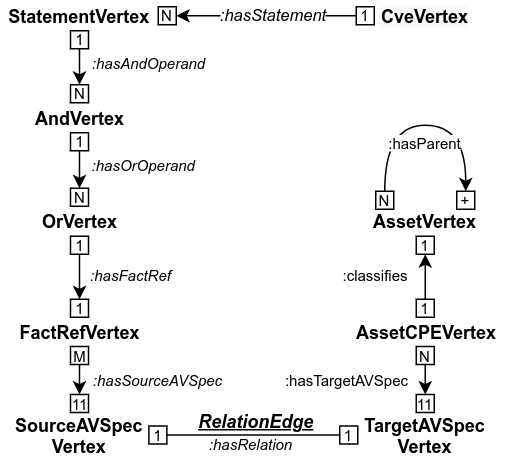 StatementVertex N :hasStatement 1 CveVertex
1
:hasAndOperand
N
AndVertex
1
:hasOrOperand
N
OrVertex
1
:hasFactRef
1
FactRefVertex
M
:hasSourceAVSpec
11
SourceAVSpec
Vertex
1
RelationEdge
:hasRelation
1
:hasParent
N
+
AssetVertex
1
:classifies
1
AssetCPEVertex
N
:hasTargetAVSpec
11
TargetAVSpec
Vertex